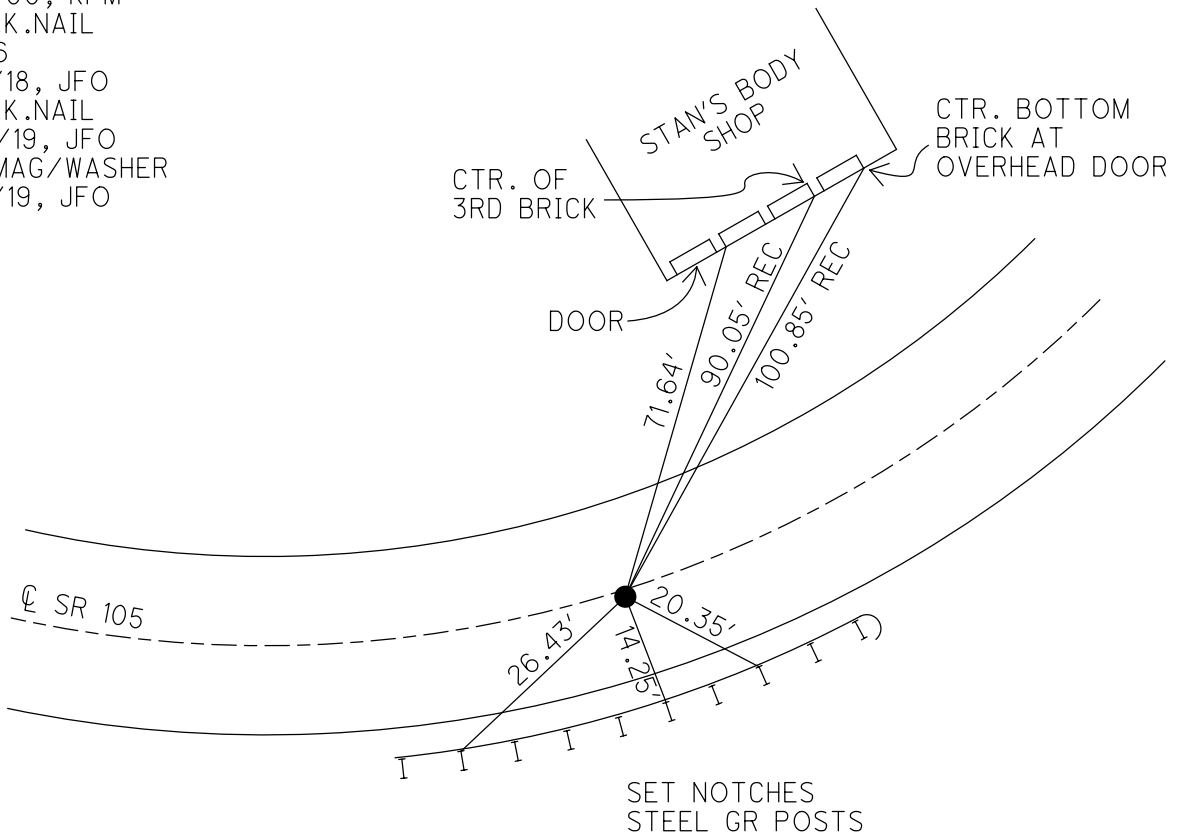 K.NAIL
/18, JFO
K.NAIL
/19, JFO
MAG/WASHER
/19, JFO
STAN'S BODY
SHOP
CTR. BOTTOM
BRICK AT
OVERHEAD DOOR
CTR. OF
3RD BRICK
DOOR
71.64'
90.05' REC
100.85' REC
℄ SR 105
26.43'
14.25'
20.35'
SET NOTCHES
STEEL GR POSTS